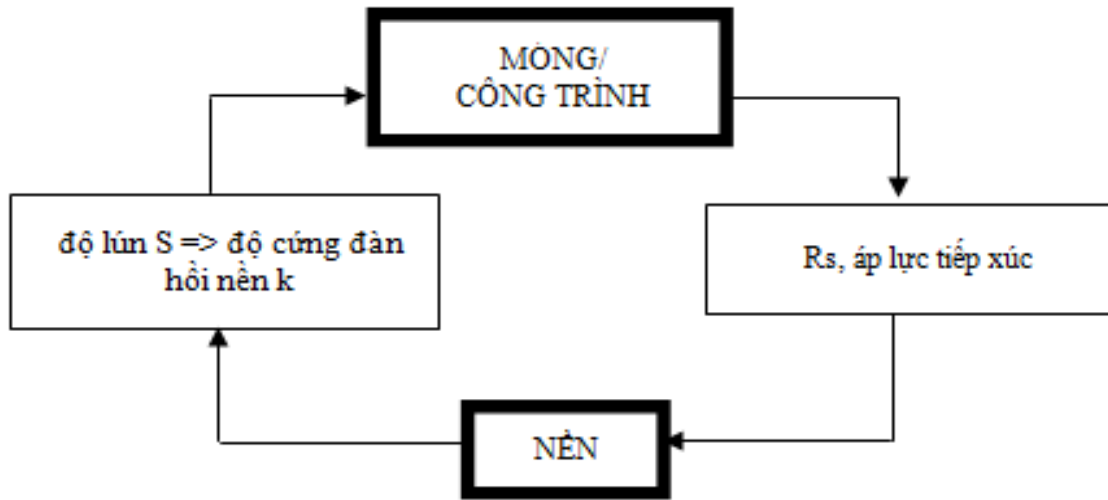 MÓNG/
CÔNG TRÌNH
độ lún S => độ cứng đàn
hồi nền k
Rs, áp lực tiếp xúc
NỀN